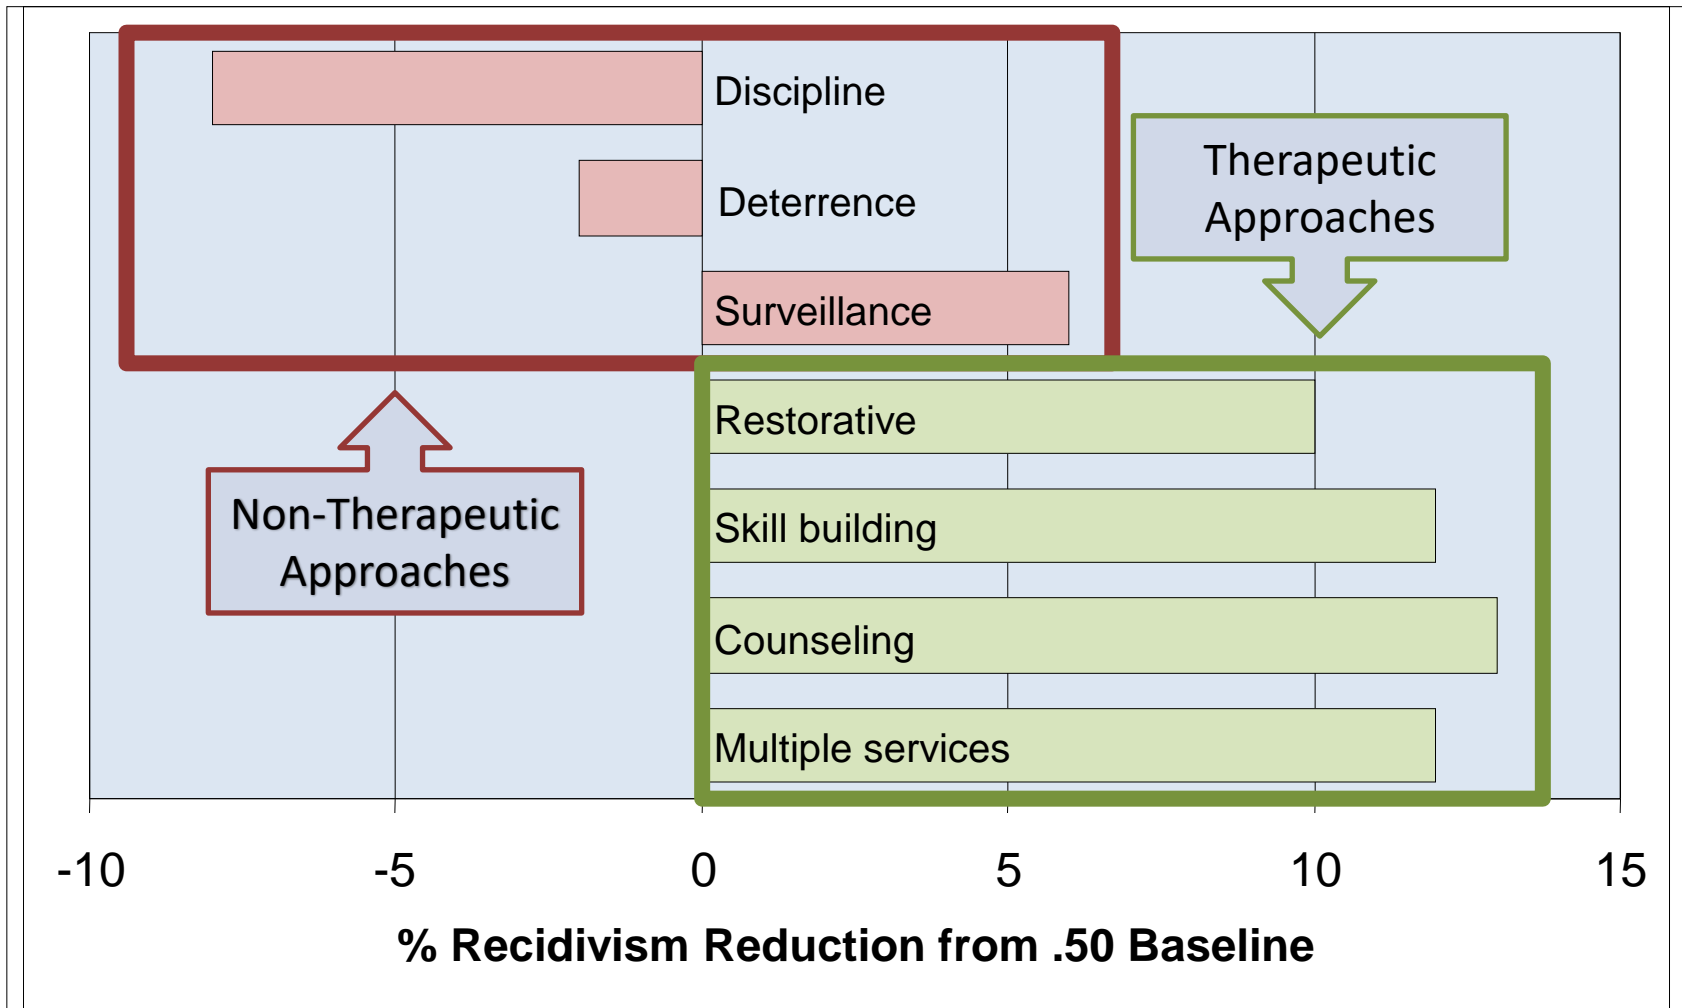 Discipline
Deterrence
Surveillance
Therapeutic
Approaches
Restorative
Skill building
Counseling
Multiple services
Non-Therapeutic
Approaches
-10 -5 0 5 10 15
% Recidivism Reduction from .50 Baseline